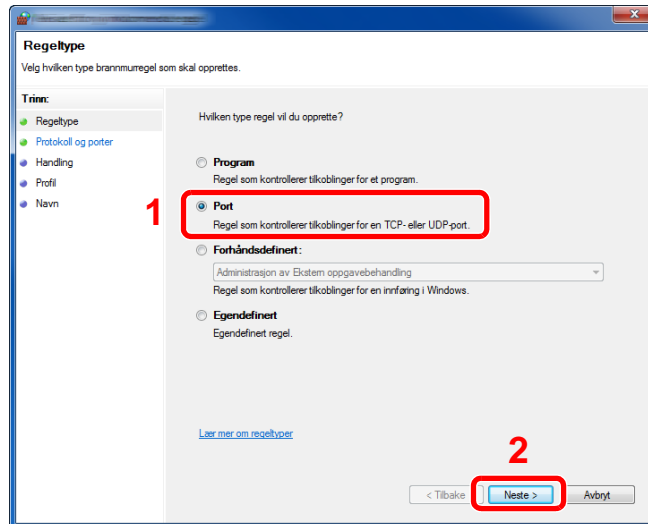 Regeltype
Velg hvilken type brannmurregel som skal opprettes.
Trinn:
Regeltype
Protokoll og porter
Handling
Profil
Navn
Hvilken type regel vil du opprette?
Program
Regel som kontrollerer tilkoblinger for et program.
1
Port
Regel som kontrollerer tilkoblinger for en TCP- eller UDP-port.
Forhåndsdefinert:
Administrasjon av Ekstern oppgavebehandling
Regel som kontrollerer tilkoblinger for en innføring i Windows.
Egendefinert
Egendefinert regel.
Lær mer om regeltyper
2
< Tilbake Neste > Avbryt